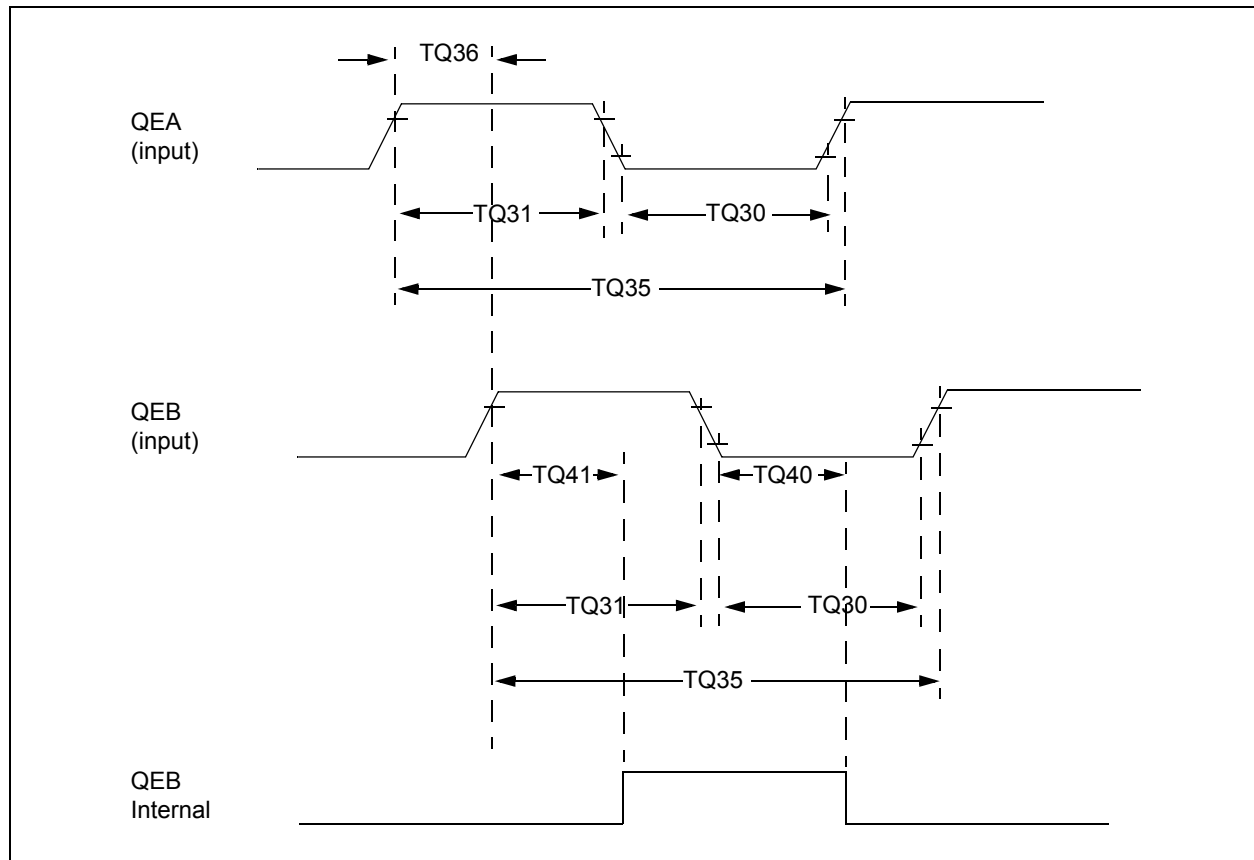 TQ36
QEA
(input)
TQ31
TQ30
TQ35
QEB
(input)
TQ41
TQ40
TQ31
TQ30
TQ35
QEB
Internal